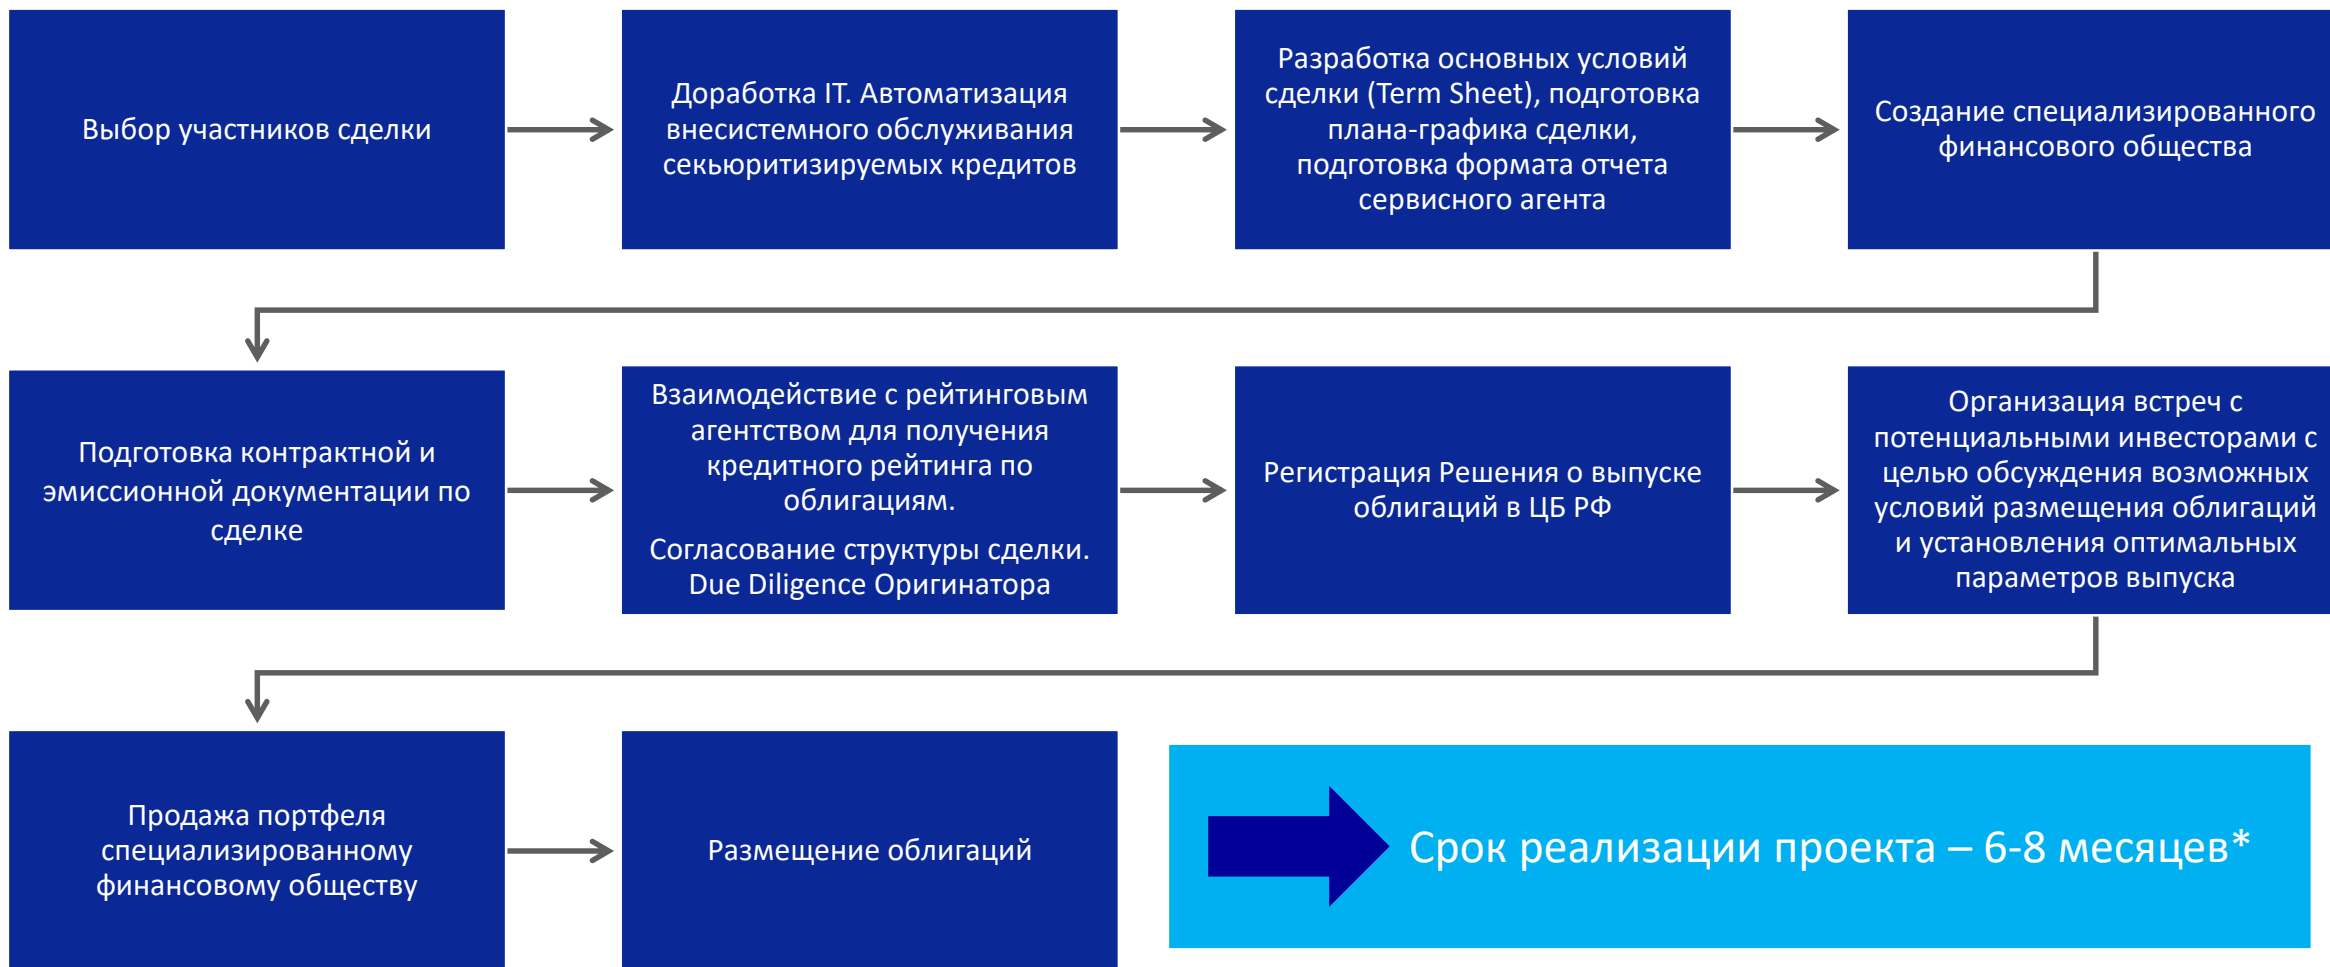 Выбор участников сделки
Доработка IT. Автоматизация
внесистемного обслуживания
секьюритизируемых кредитов
Разработка основных условий
сделки (Term Sheet), подготовка
плана-графика сделки,
подготовка формата отчета
сервисного агента
Создание специализированного
финансового общества
Подготовка контрактной и
эмиссионной документации по
сделке
Взаимодействие с рейтинговым
агентством для получения
кредитного рейтинга по
облигациям.
Согласование структуры сделки.
Due Diligence Оригинатора
Регистрация Решения о выпуске
облигаций в ЦБ РФ
Организация встреч с
потенциальными инвесторами с
целью обсуждения возможных
условий размещения облигаций
и установления оптимальных
параметров выпуска
Продажа портфеля
специализированному
финансовому обществу
Размещение облигаций
Срок реализации проекта – 6-8 месяцев*